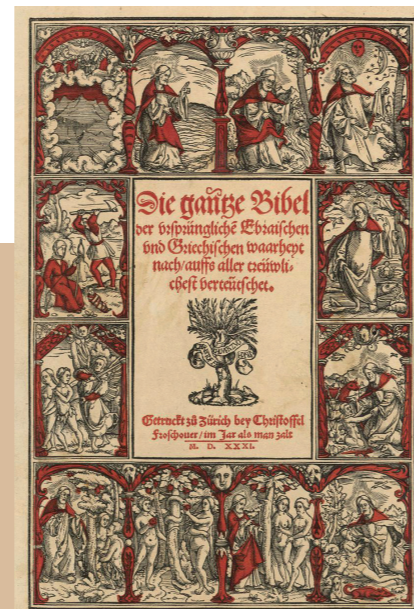 Die gantze Bibel
der vrsprünglichē Ebraischen
vnd Griechischen waarheyt
nach/auffs aller treüwli-
chest verteütschet.
Getruckt zů Zürich bey Christoffel
Froschouer/im Jar als man zalt
M. D. XXXI.